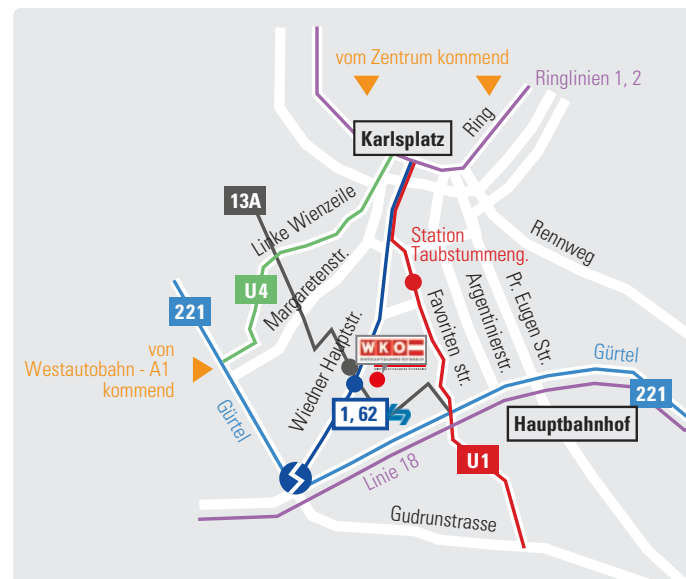 vom Zentrum kommend
Ringlinien 1, 2
Ring
Karlsplatz
13A
Linke Wienzeile
Rennweg
Station
Taubstummeng.
U4
Margaretenstr.
221
Pr. Eugen Str.
Argentinierstr.
Favoriten str.
Wiedner Hauptstr.
WKO
von
Westautobahn - A1
kommend
Gürtel
Gürtel
221
1, 62
Hauptbahnhof
U1
Linie 18
Gudrunstrasse